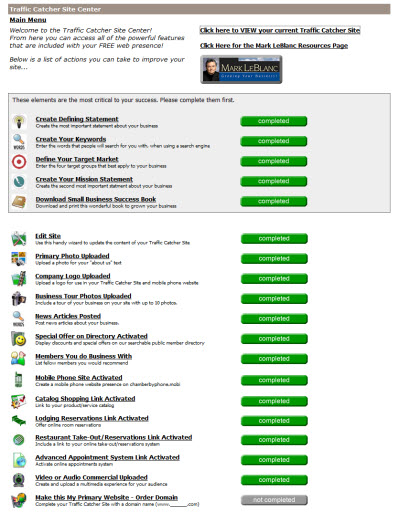 Traffic Catcher Site Center
Main Menu
Welcome to the Traffic Catcher Site Center!
From here you can access all of the powerful features
that are included with your FREE web presence!
Below is a list of actions you can take to improve your
site...
Click here to VIEW your current Traffic Catcher Site
Click Here for the Mark LeBlanc Resources Page
MARK LEBLANC
Growing Your Business
These elements are the most critical to your success. Please complete them first.
Create Defining Statement
Create the most important statement about your business
completed
WORDS
Create Your Keywords
Enter the words that people will search for you with, when using a search engine
completed
Define Your Target Market
Enter the four target groups that best apply to your business
completed
Create Your Mission Statement
Create the second most important statement about your business
completed
Download Small Business Success Book
Download and print this wonderful book to grown your business
completed
Edit Site
Use this handy wizard to update the content of your Traffic Catcher Site
completed
Primary Photo Uploaded
Upload a photo for your "about us" text
completed
Company Logo Uploaded
Upload a logo for use in your Traffic Catcher Site and mobile phone website
completed
Business Tour Photos Uploaded
Include a tour of your business on your site with up to 10 photos.
completed
WORDS
News Articles Posted
Post news articles about your business.
completed
Special Offer on Directory Activated
Display discounts and special offers on our searchable public member directory
completed
Members You do Business With
List fellow members you would recommend
completed
Mobile Phone Site Activated
Create a mobile phone website presence on chamberbyphone.mobi
completed
Catalog Shopping Link Activated
Link to your product/service catalog
completed
Lodging Reservations Link Activated
Offer online room reservations
completed
Restaurant Take-Out/Reservations Link Activated
Include a link to your online take-out/reservations system
completed
Advanced Appointment System Link Activated
Activate online appointments system
completed
Video or Audio Commercial Uploaded
Create and upload a multimedia experience for your audience
completed
Make this My Primary Website - Order Domain
Complete your Traffic Catcher Site with a domain name (www.______.com)
not completed